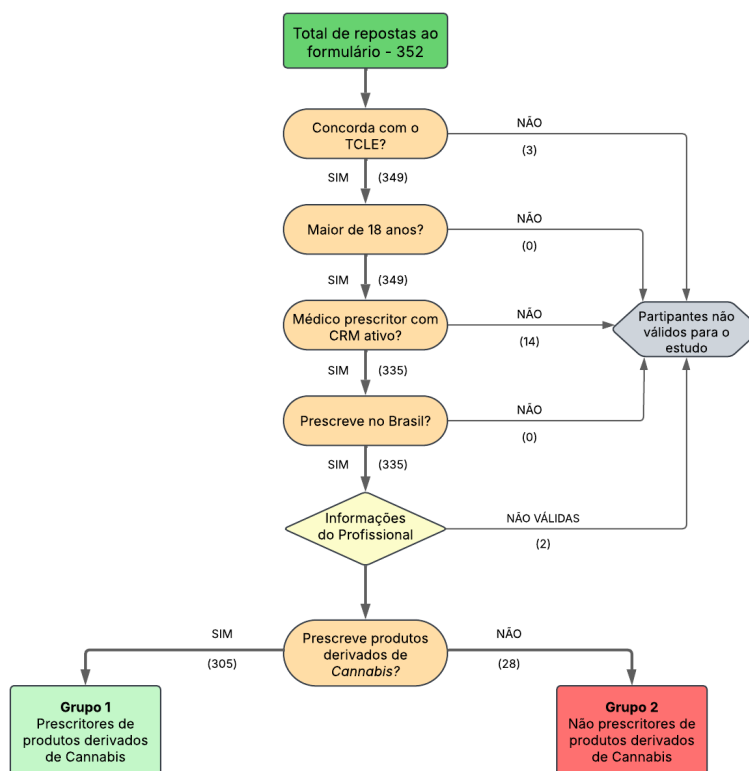 Total de repostas ao
formulário - 352
Concorda com o
TCLE?
NÃO
(3)
SIM (349)
Maior de 18 anos?
NÃO
(0)
SIM (349)
Médico prescritor com
CRM ativo?
NÃO
(14)
Partipantes não
válidos para o
estudo
SIM (335)
Prescreve no Brasil?
NÃO
(0)
SIM (335)
Informações
do Profissional
NÃO VÁLIDAS
(2)
Prescreve produtos
derivados de
Cannabis?
SIM
(305)
NÃO
(28)
Grupo 1
Prescritores de
produtos derivados
de Cannabis
Grupo 2
Não prescritores de
produtos derivados
de Cannabis